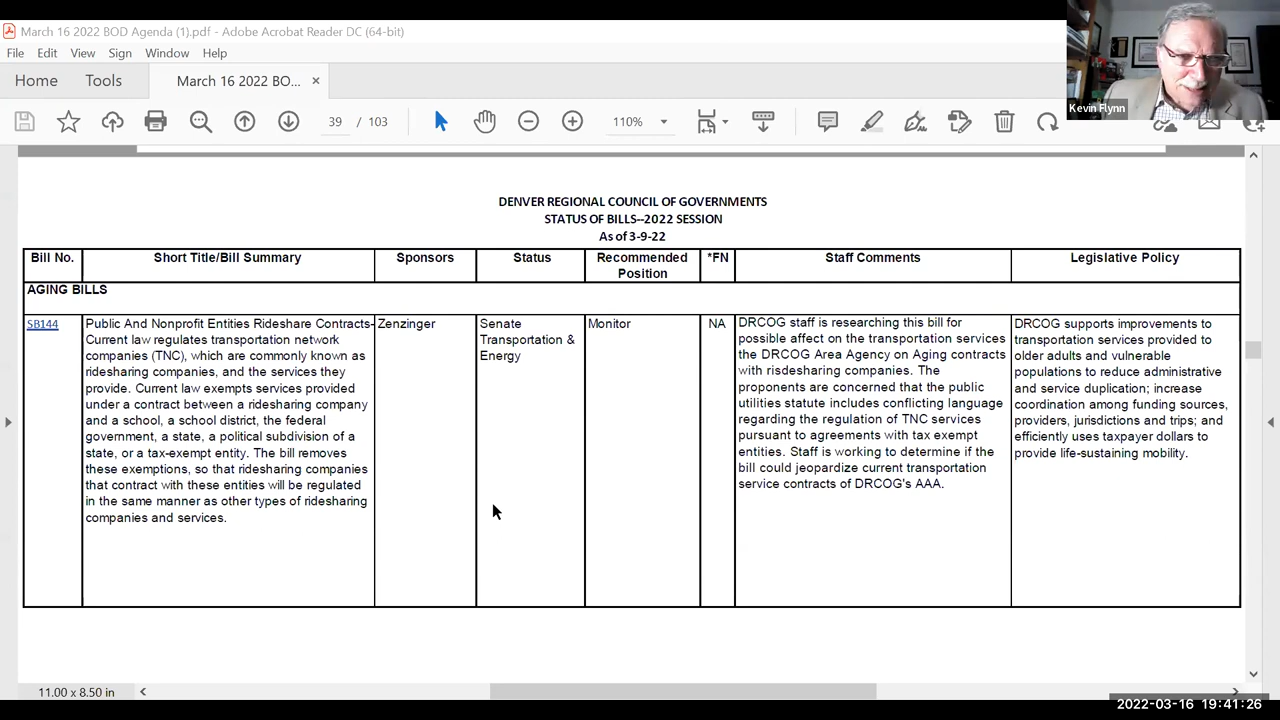 March 16 2022 BOD Agenda (1).pdf - Adobe Acrobat Reader DC (64-bit)
File Edit View Sign Window Help
Home Tools March 16 2022 BO... ×
39 / 103 110%
Kevin Flynn
DENVER REGIONAL COUNCIL OF GOVERNMENTS
STATUS OF BILLS--2022 SESSION
As of 3-9-22
Bill No. Short Title/Bill Summary Sponsors Status Recommended Position *FN Staff Comments Legislative Policy
AGING BILLS
SB144
Public And Nonprofit Entities Rideshare Contracts-
Current law regulates transportation network
companies (TNC), which are commonly known as
ridesharing companies, and the services they
provide. Current law exempts services provided
under a contract between a ridesharing company
and a school, a school district, the federal
government, a state, a political subdivision of a
state, or a tax-exempt entity. The bill removes
these exemptions, so that ridesharing companies
that contract with these entities will be regulated
in the same manner as other types of ridesharing
companies and services.
Zenzinger
Senate
Transportation &
Energy
Monitor
NA
DRCOG staff is researching this bill for
possible affect on the transportation services
the DRCOG Area Agency on Aging contracts
with risdesharing companies. The
proponents are concerned that the public
utilities statute includes conflicting language
regarding the regulation of TNC services
pursuant to agreements with tax exempt
entities. Staff is working to determine if the
bill could jeopardize current transportation
service contracts of DRCOG's AAA.
DRCOG supports improvements to
transportation services provided to
older adults and vulnerable
populations to reduce administrative
and service duplication; increase
coordination among funding sources,
providers, jurisdictions and trips; and
efficiently uses taxpayer dollars to
provide life-sustaining mobility.
11.00 x 8.50 in
2022-03-16 19:41:26